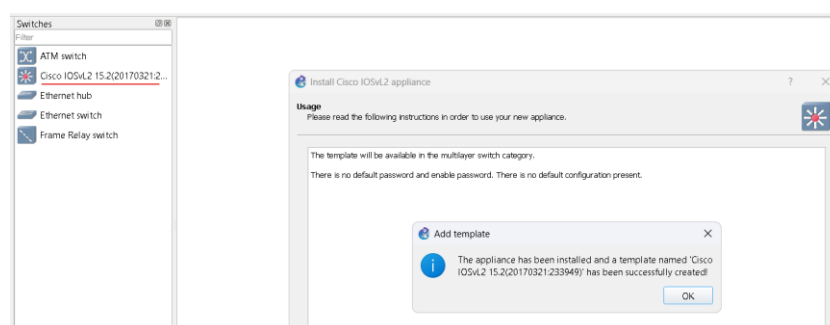 Switches
Filter
ATM switch
Cisco IOSvL2 15.2(20170321:2...
Ethernet hub
Ethernet switch
Frame Relay switch
Install Cisco IOSvL2 appliance
Usage
Please read the following instructions in order to use your new appliance.
The template will be available in the multilayer switch category.
There is no default password and enable password. There is no default configuration present.
Add template
The appliance has been installed and a template named 'Cisco
IOSvL2 15.2(20170321:233949)' has been successfully created!
OK